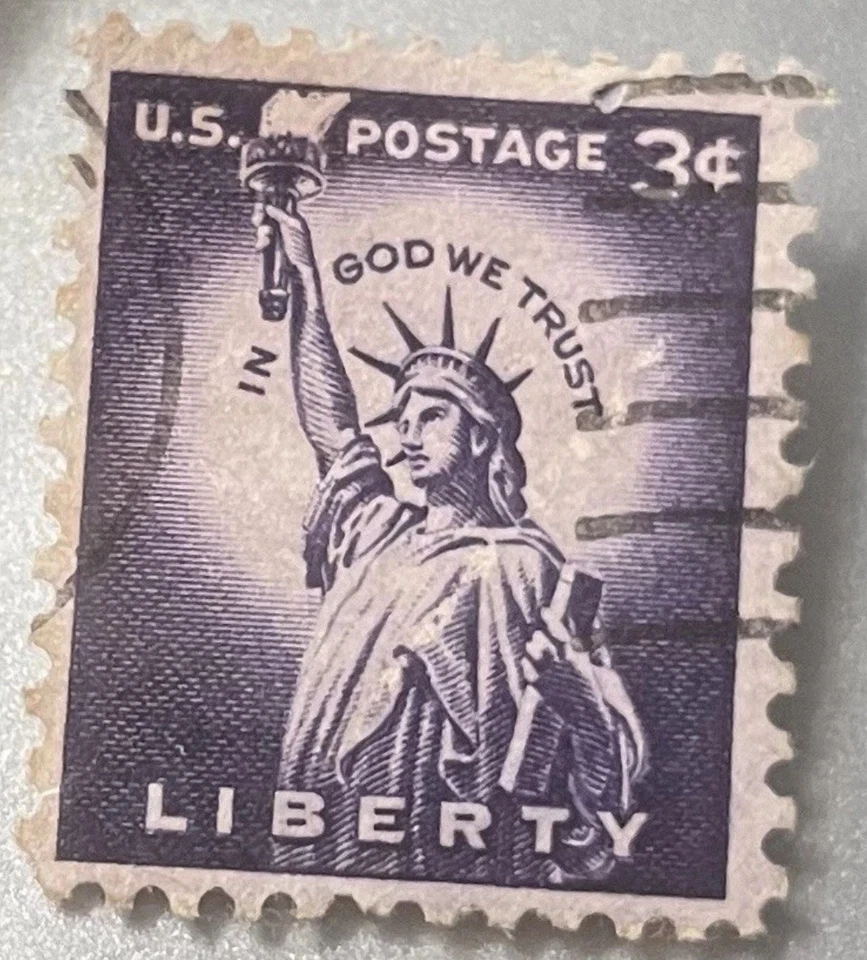 U.S. POSTAGE 3¢
IN GOD WE TRUST
LIBERTY